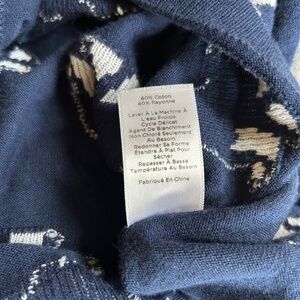 60% Coton
40% Rayonne
Laver À La Machine À
L'eau Froide
Cycle Délicat
Agent De Blanchiment
Non Chloré Seulement
Au Besoin
Redonner Sa Forme
Étendre À Plat Pour
Sécher
Repasser À Basse
Température Au Besoin
Fabriqué En Chine